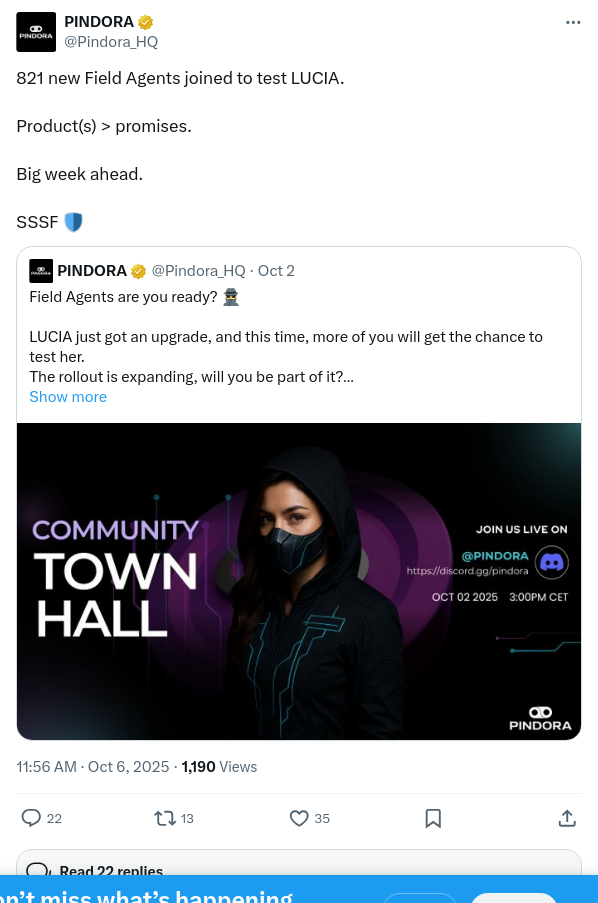 PINDORA
@Pindora_HQ
821 new Field Agents joined to test LUCIA.
Product(s) > promises.
Big week ahead.
SSSF 🛡️
PINDORA @Pindora_HQ · Oct 2
Field Agents are you ready? 🕵️
LUCIA just got an upgrade, and this time, more of you will get the chance to
test her.
The rollout is expanding, will you be part of it?...
Show more
COMMUNITY
TOWN
HALL
JOIN US LIVE ON
@PINDORA
https://discord.gg/pindora
OCT 02 2025 3:00PM CET
PINDORA
11:56 AM · Oct 6, 2025 · 1,190 Views
22 13 35
Read 22 replies
on't miss what's happening